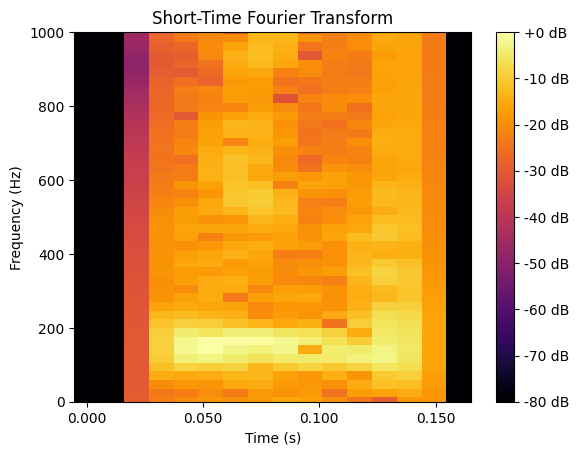 Short-Time Fourier Transform
1000
800
600
400
200
0
Frequency (Hz)
0.000
0.050
0.100
0.150
Time (s)
+0 dB
-10 dB
-20 dB
-30 dB
-40 dB
-50 dB
-60 dB
-70 dB
-80 dB